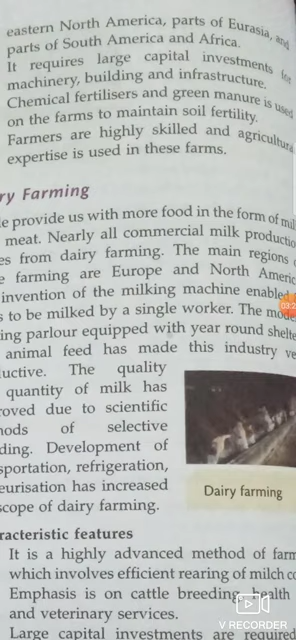 eastern North America, parts of Eurasia, and
parts of South America and Africa.
It requires large capital investments for
machinery, building and infrastructure.
Chemical fertilisers and green manure is used
on the farms to maintain soil fertility.
Farmers are highly skilled and agricultura
expertise is used in these farms.
ry Farming
le provide us with more food in the form of mil
meat. Nearly all commercial milk productio
es from dairy farming. The main regions
e farming are Europe and North Americ
invention of the milking machine enabled
s to be milked by a single worker. The mode
ing parlour equipped with year round shelte
animal feed has made this industry ve
uctive. The quality
quantity of milk has
roved due to scientific
hods of selective
ding. Development of
sportation, refrigeration,
eurisation has increased
scope of dairy farming.
Dairy farming
racteristic features
It is a highly advanced method of farm
which involves efficient rearing of milch co
Emphasis is on cattle breeding, health
and veterinary services.
Large capital investments are require
V RECORDER